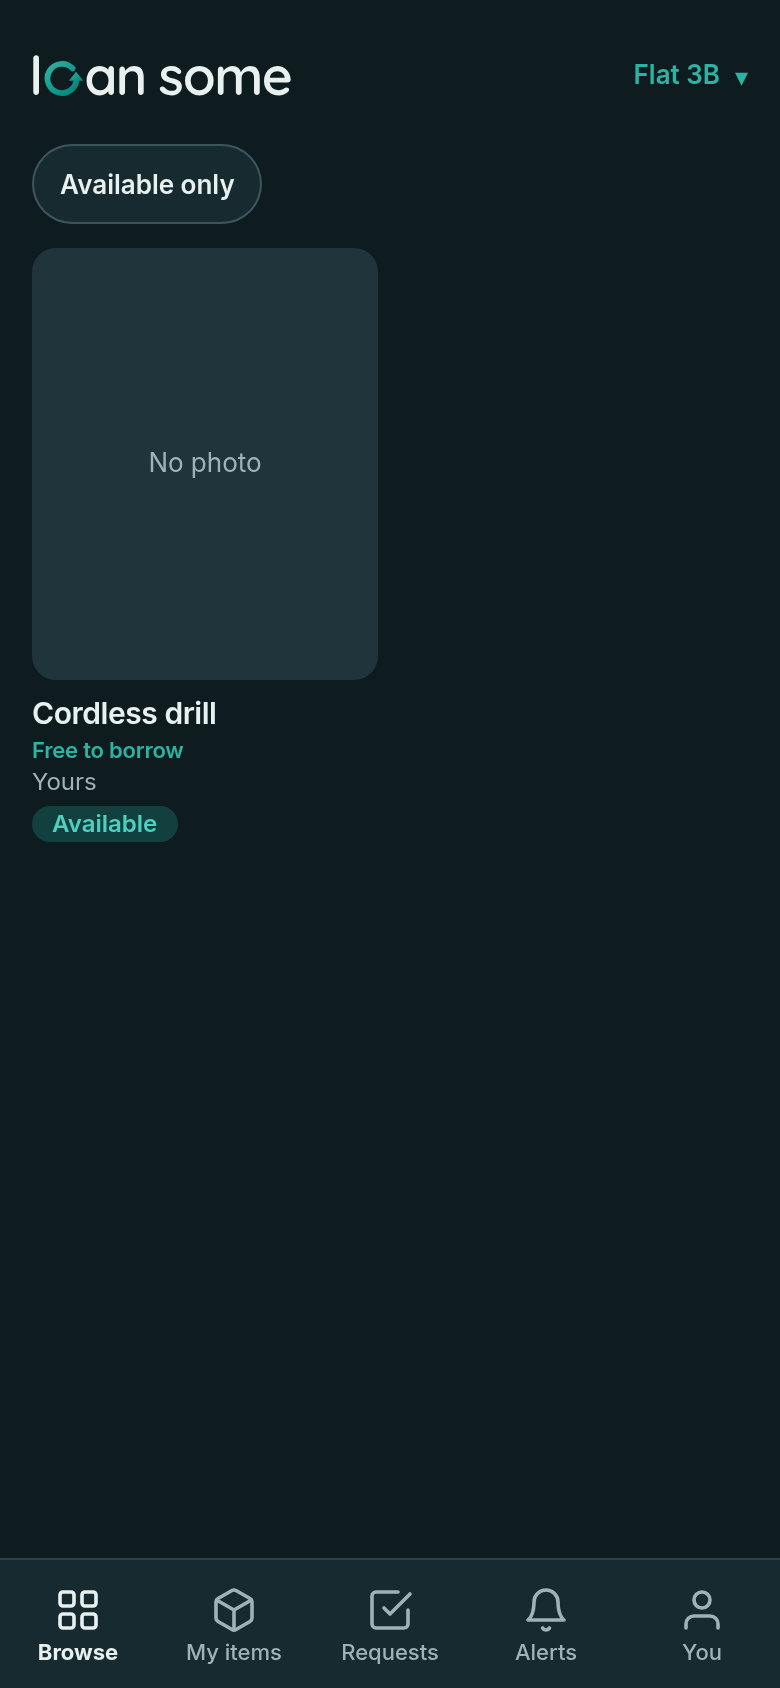 loan some
Flat 3B ▼
Available only
No photo
Cordless drill
Free to borrow
Yours
Available
Browse
My items
Requests
Alerts
You